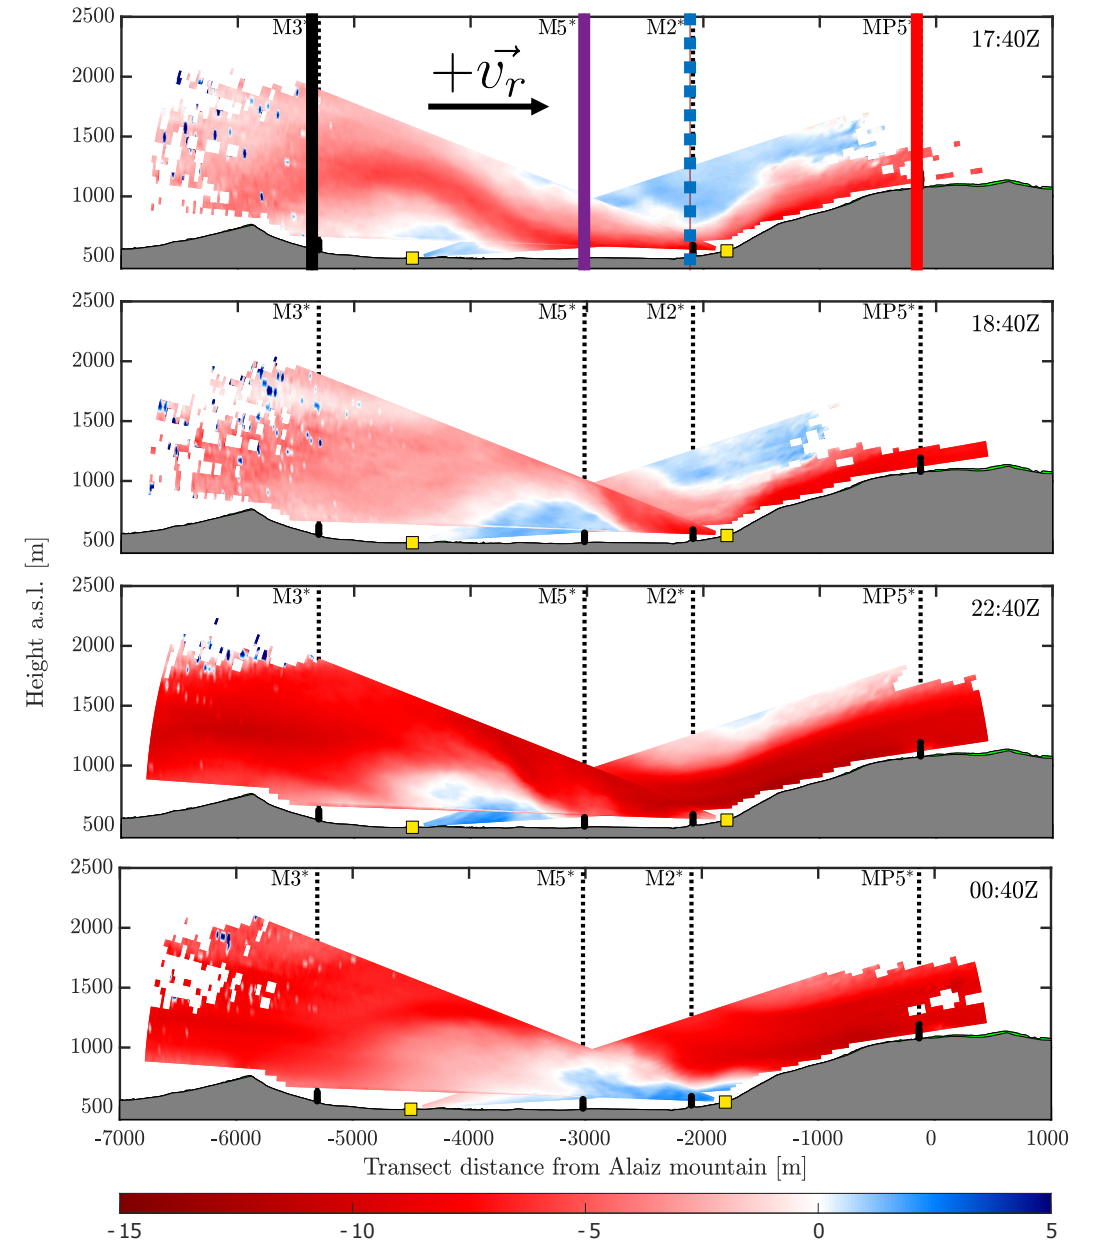 2500
M3*
M5*
M2*
MP5*
17:40Z
+v⃗_r
2000
1500
1000
500
2500
M3*
M5*
M2*
MP5*
18:40Z
2000
1500
1000
500
2500
M3*
M5*
M2*
MP5*
22:40Z
2000
1500
1000
500
2500
M3*
M5*
M2*
MP5*
00:40Z
2000
1500
1000
500
Height a.s.l. [m]
-7000 -6000 -5000 -4000 -3000 -2000 -1000 0 1000
Transect distance from Alaiz mountain [m]
-15 -10 -5 0 5